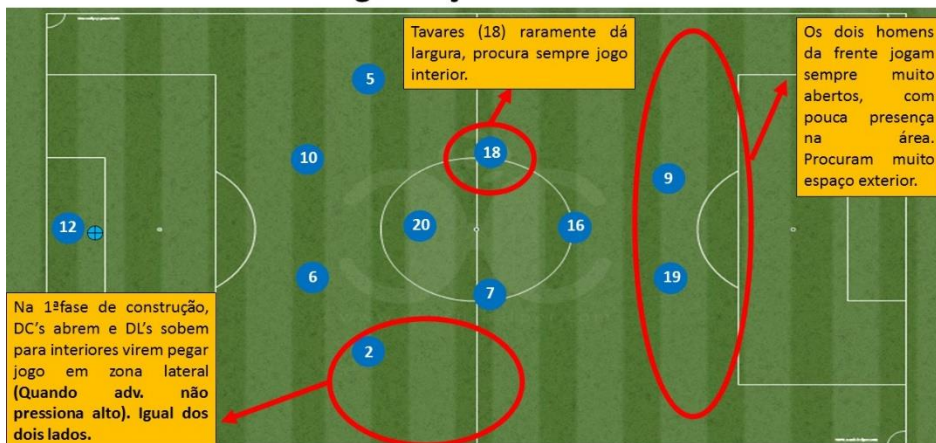 Tavares (18) raramente dá
largura, procura sempre jogo
interior.
Os dois homens
da frente jogam
sempre muito
abertos, com
pouca presença
na área.
Procuram muito
espaço exterior.
5
10
18
9
12
20
16
6
7
19
2
Na 1ªfase de construção,
DC's abrem e DL's sobem
para interiores virem pegar
jogo em zona lateral
(Quando adv. não
pressiona alto). Igual dos
dois lados.